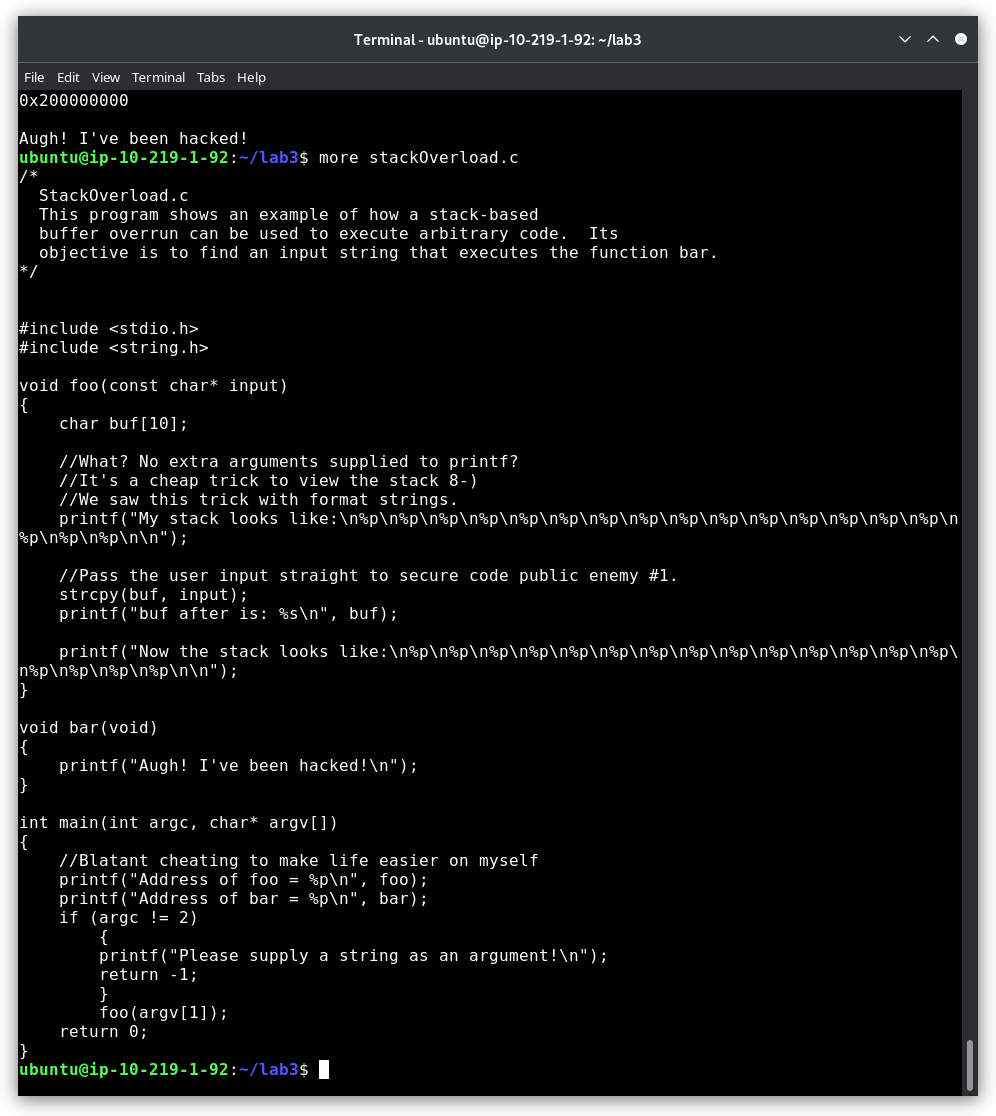 Terminal - ubuntu@ip-10-219-1-92: ~/lab3
File Edit View Terminal Tabs Help
0x200000000
Augh! I've been hacked!
ubuntu@ip-10-219-1-92:~/lab3$ more stackOverload.c
/*
  StackOverload.c
  This program shows an example of how a stack-based
  buffer overrun can be used to execute arbitrary code.  Its
  objective is to find an input string that executes the function bar.
*/
#include <stdio.h>
#include <string.h>
void foo(const char* input)
{
    char buf[10];
    //What? No extra arguments supplied to printf?
    //It's a cheap trick to view the stack 8-)
    //We saw this trick with format strings.
    printf("My stack looks like:\n%p\n%p\n%p\n%p\n%p\n%p\n%p\n%p\n%p\n%p\n%p\n%p\n%p\n%p\n%p\n
%p\n%p\n%p\n\n");
    //Pass the user input straight to secure code public enemy #1.
    strcpy(buf, input);
    printf("buf after is: %s\n", buf);
    printf("Now the stack looks like:\n%p\n%p\n%p\n%p\n%p\n%p\n%p\n%p\n%p\n%p\n%p\n%p\n%p\n%p\
n%p\n%p\n%p\n%p\n\n");
}
void bar(void)
{
    printf("Augh! I've been hacked!\n");
}
int main(int argc, char* argv[])
{
    //Blatant cheating to make life easier on myself
    printf("Address of foo = %p\n", foo);
    printf("Address of bar = %p\n", bar);
    if (argc != 2)
        {
        printf("Please supply a string as an argument!\n");
        return -1;
        }
        foo(argv[1]);
    return 0;
}
ubuntu@ip-10-219-1-92:~/lab3$